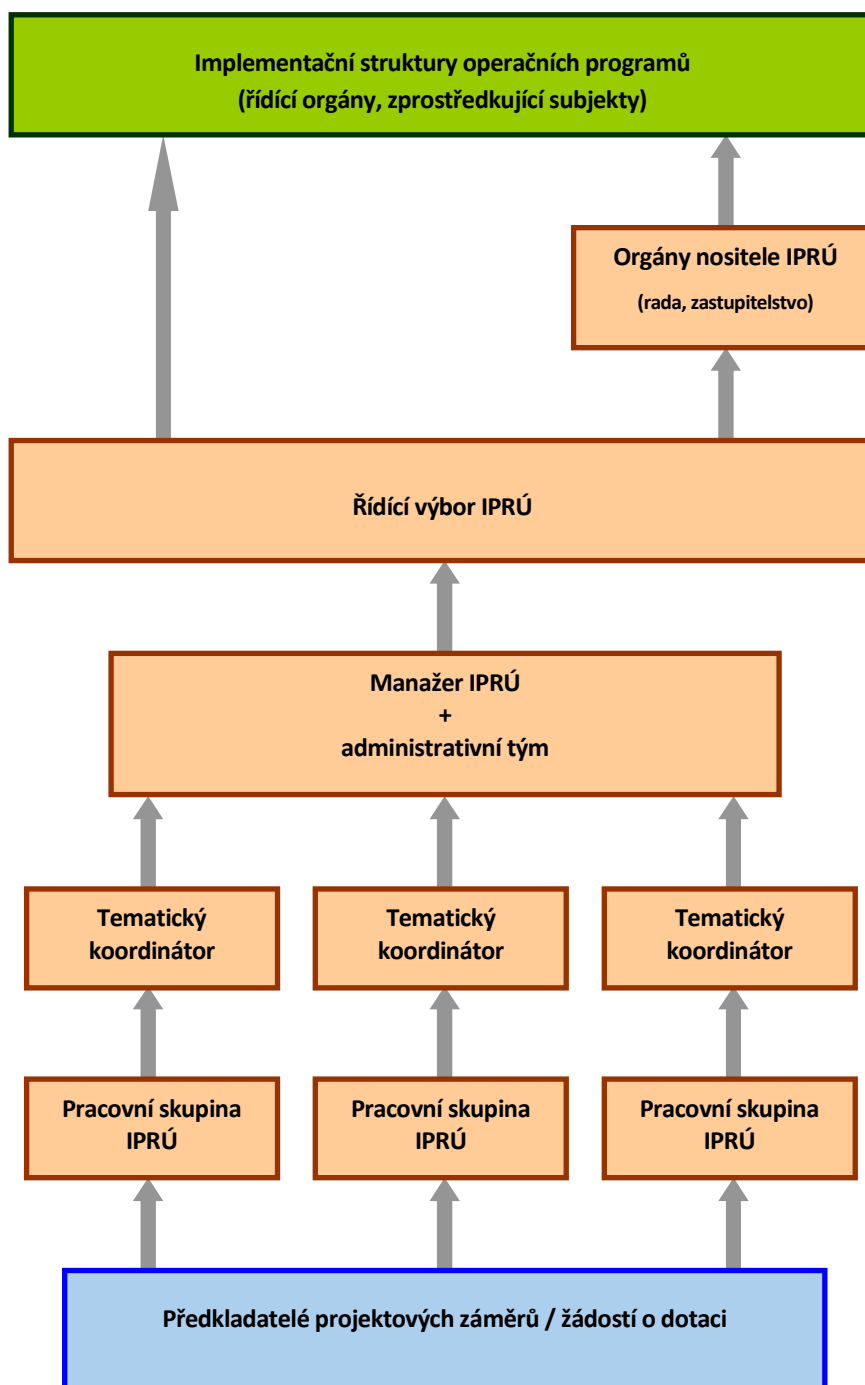 Implementační struktury operačních programů
(řídící orgány, zprostředkující subjekty)
Orgány nositele IPRÚ
(rada, zastupitelstvo)
Řídící výbor IPRÚ
Manažer IPRÚ
+
administrativní tým
Tematický
koordinátor
Tematický
koordinátor
Tematický
koordinátor
Pracovní skupina
IPRÚ
Pracovní skupina
IPRÚ
Pracovní skupina
IPRÚ
Předkladatelé projektových záměrů / žádostí o dotaci